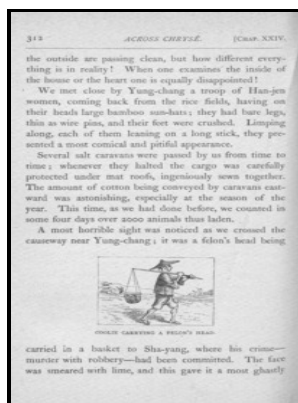 312 ACROSS CHRYSÊ. [CHAP. XXIV.
the outside are passing clean, but how different every-
thing is in reality! When one examines the inside of
the house or the heart one is equally disappointed!
We met close by Yung-chang a troop of Han-jen
women, coming back from the rice fields, having on
their heads large bamboo sun-hats; they had bare legs,
thin as wire pins, and their feet were crushed. Limping
along, each of them leaning on a long stick, they pre-
sented a most comical and pitiful appearance.
Several salt caravans were passed by us from time to
time; whenever they halted the cargo was carefully
protected under mat roofs, ingeniously sewn together.
The amount of cotton being conveyed by caravans east-
ward was astonishing, especially at the season of the
year. This time, as we had done before, we counted in
some four days over 2000 animals thus laden.
A most horrible sight was noticed as we crossed the
causeway near Yung-chang; it was a felon's head being
COOLIE CARRYING A FELON'S HEAD.
carried in a basket to Sha-yang, where his crime—
murder with robbery—had been committed. The face
was smeared with lime, and this gave it a most ghastly